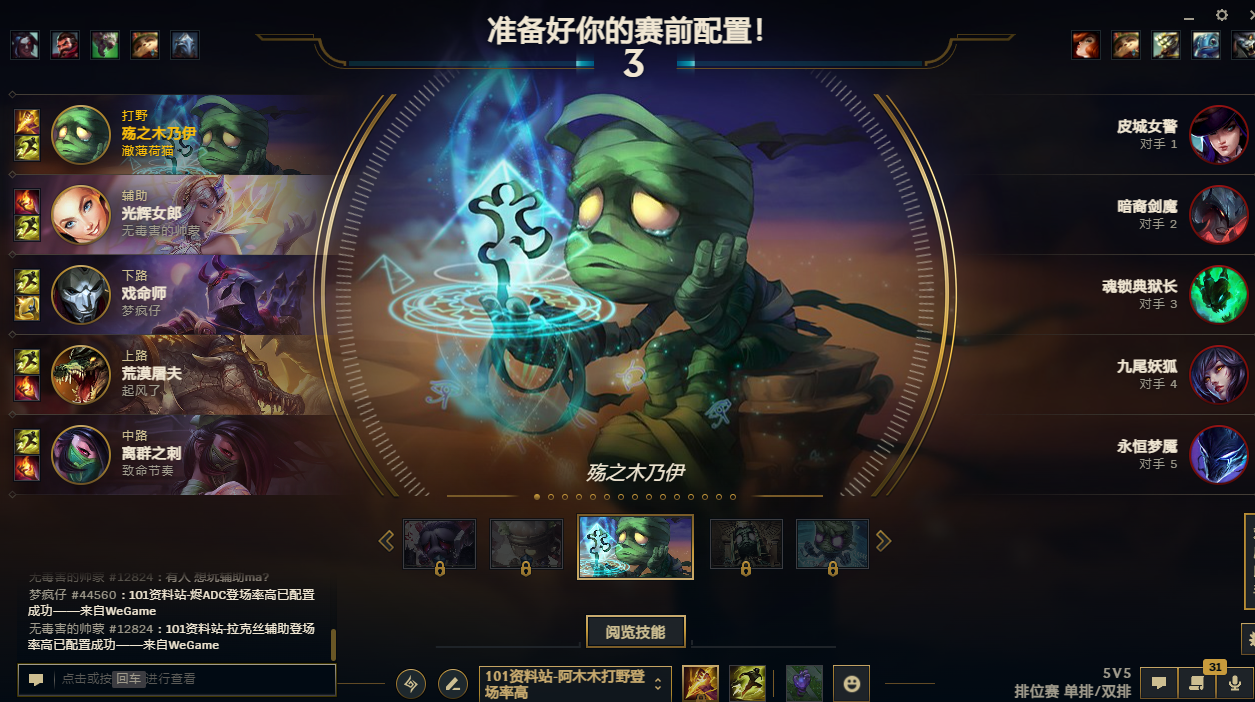 准备好你的赛前配置！
3
打野
殇之木乃伊
澈薄荷猫
辅助
光辉女郎
无毒害的帅蒙
下路
戏命师
梦疯仔
上路
荒漠屠夫
起风了
中路
离群之刺
致命节奏
皮城女警
对手 1
暗裔剑魔
对手 2
魂锁典狱长
对手 3
九尾妖狐
对手 4
永恒梦魇
对手 5
殇之木乃伊
无毒害的帅蒙 #12824：有人 想玩辅助ma?
梦疯仔 #44560：101资料站-烬ADC登场率高已配置
成功——来自WeGame
无毒害的帅蒙 #12824：101资料站-拉克丝辅助登场
率高已配置成功——来自WeGame
点击或按 回车 进行查看
阅览技能
101资料站-阿木木打野登
场率高
5V5
排位赛 单排/双排
31